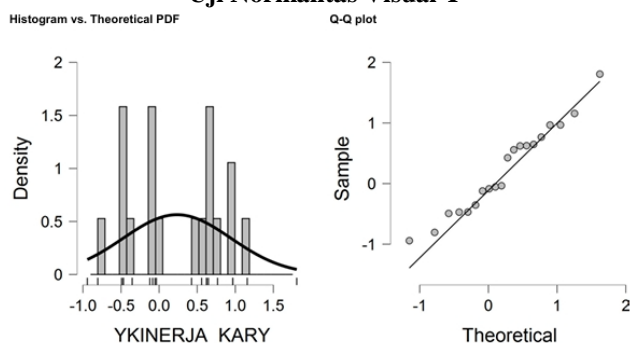 Uji Normalitas Visual Y
Histogram vs. Theoretical PDF
Q-Q plot
2
1.5
1
0.5
0
Density
-1.0 -0.5 0.0 0.5 1.0 1.5
YKINERJA KARY
2
1
0
-1
Sample
-1 0 1 2
Theoretical